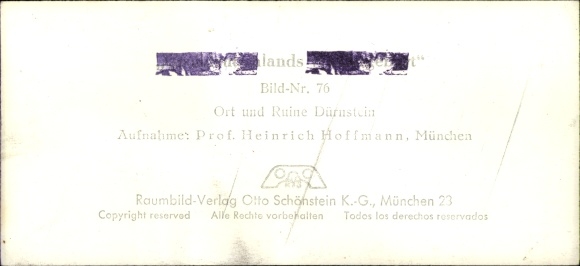 Bild-Nr. 76
Ort und Ruine Dürnstein
Aufnahme: Prof. Heinrich Hoffmann, München
Raumbild-Verlag Otto Schönstein K.-G., München 23
Copyright reserved Alle Rechte vorbehalten Todos los derechos reservados